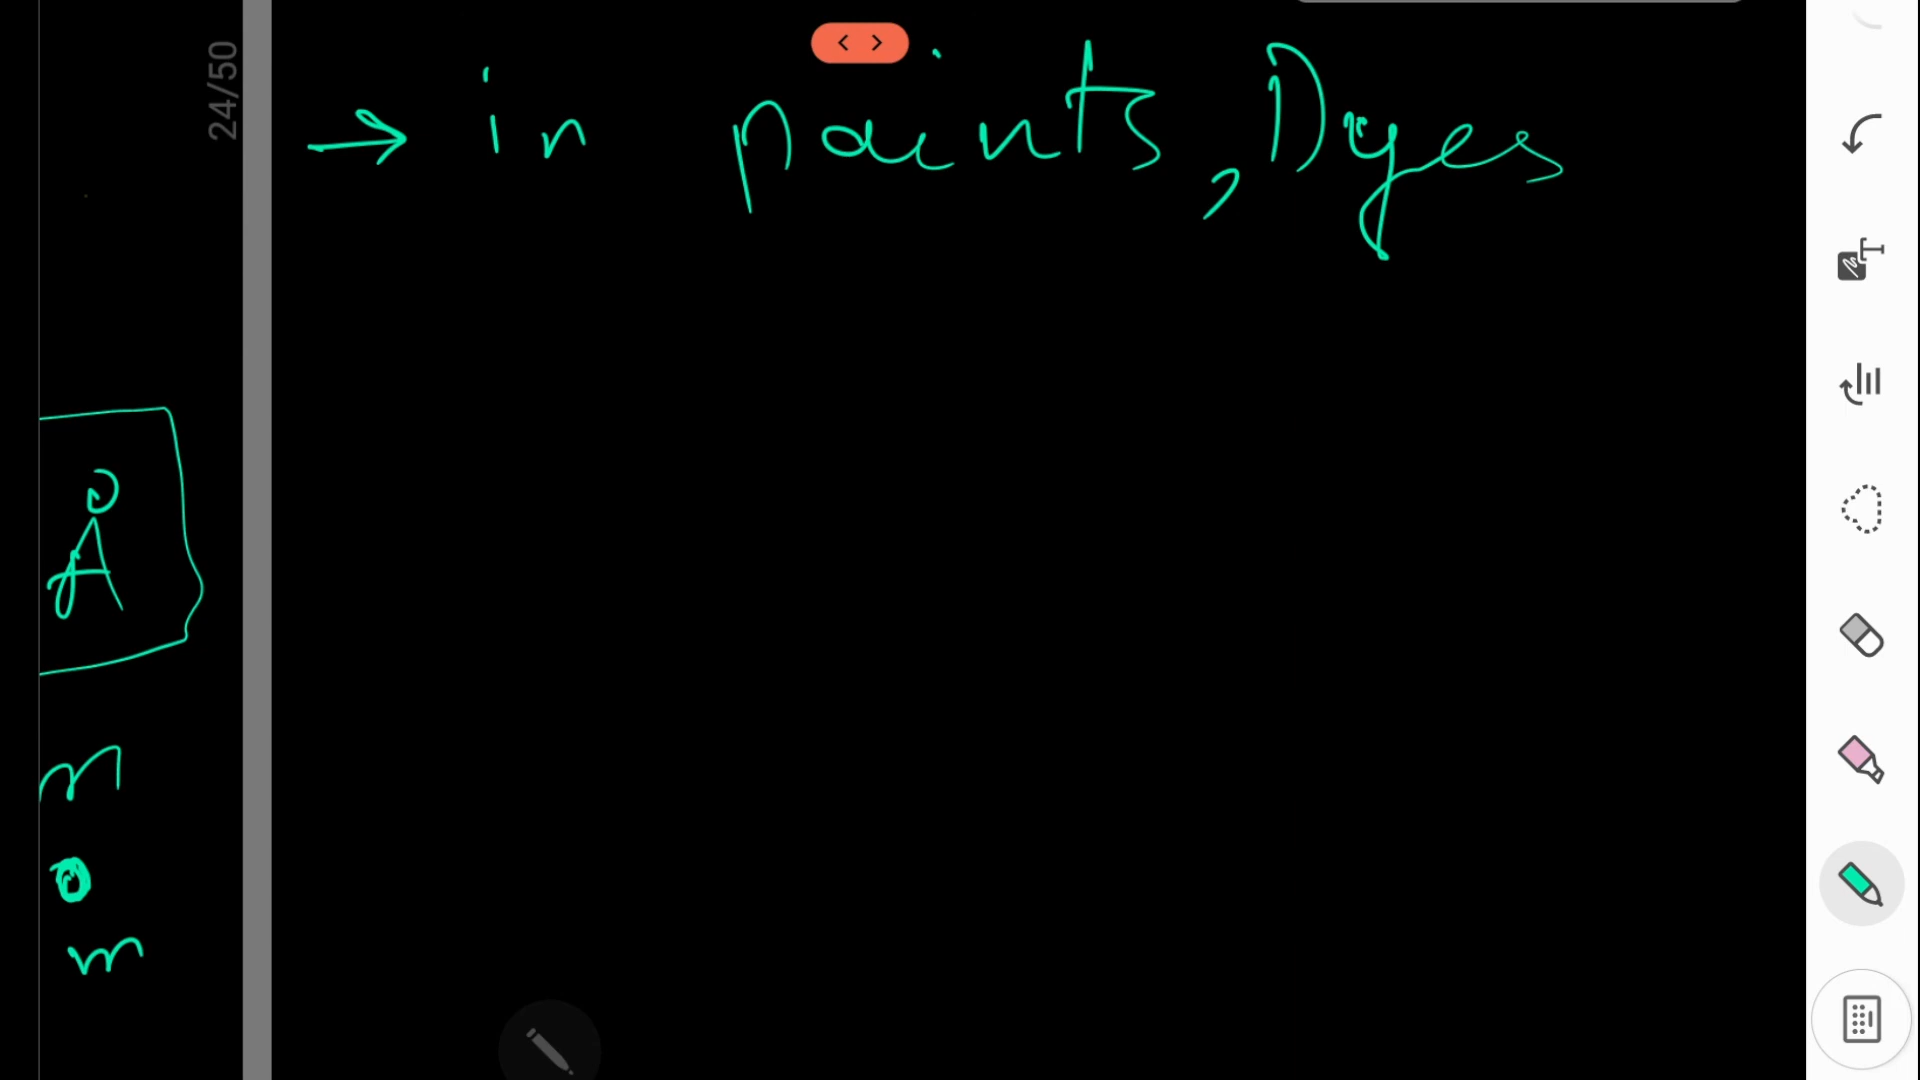 24/50
→ in paints, Dyes
Å
m
m